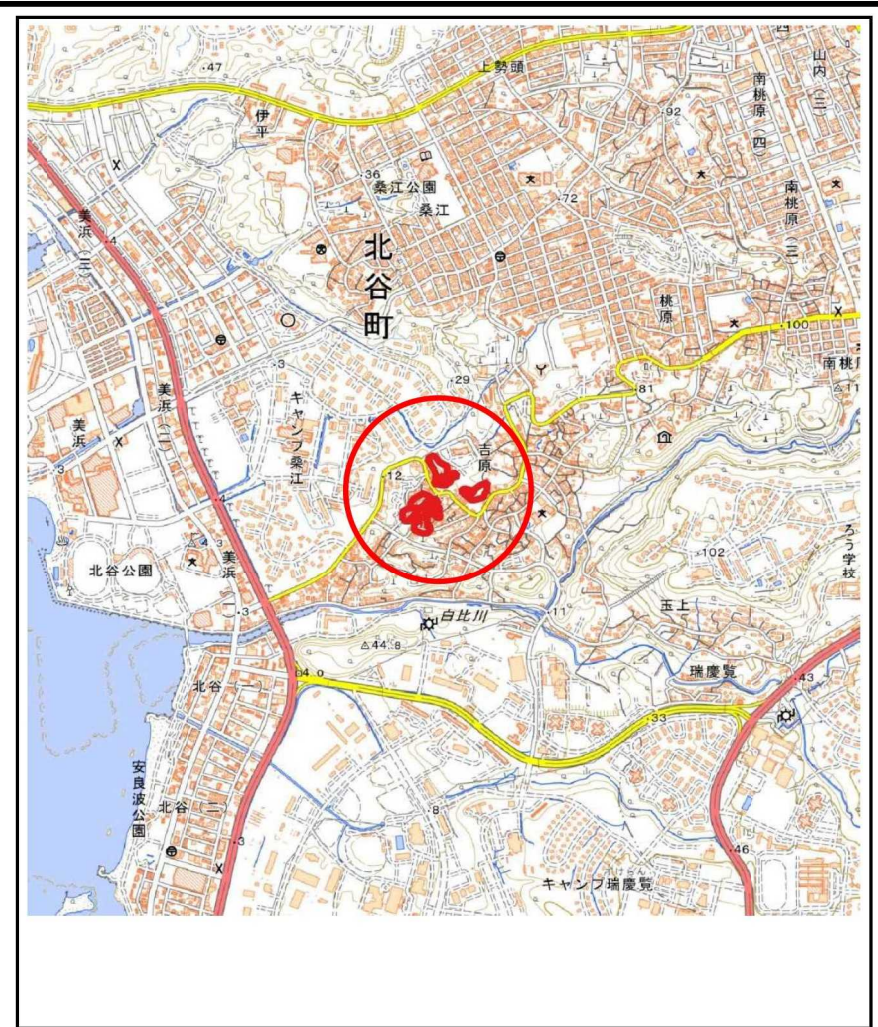 ・47
上勢頭
山内（三）
伊平
南桃原（四）
・92
・36
桑江公園
桑江
・72
美浜（三）
・4
北谷町
南桃原（三）
桃原
・100
・3
・29
・81
南桃原
美浜（二）
キャンプ桑江
美浜
吉原
・12
・3
・4
北谷公園
美浜（一）
・102
ろう学校
・3
白比川
・11
玉上
△44.8
4.0
瑞慶覧
・43
北谷（一）
・33
安良波公園
北谷（二）
・8
・3
・46
キャンプ瑞慶覧